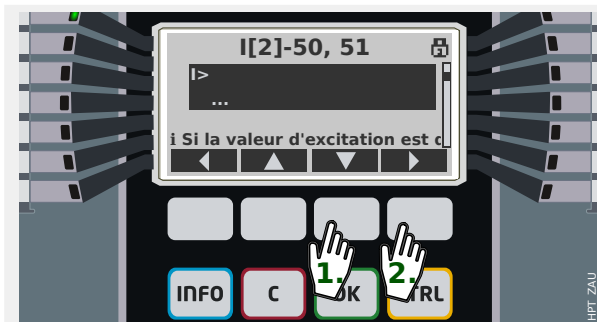 I[2]-50, 51
I>
...
i Si la valeur d'excitation est d
1.
2.
INFO
C
OK
CTRL
HPT ZAU